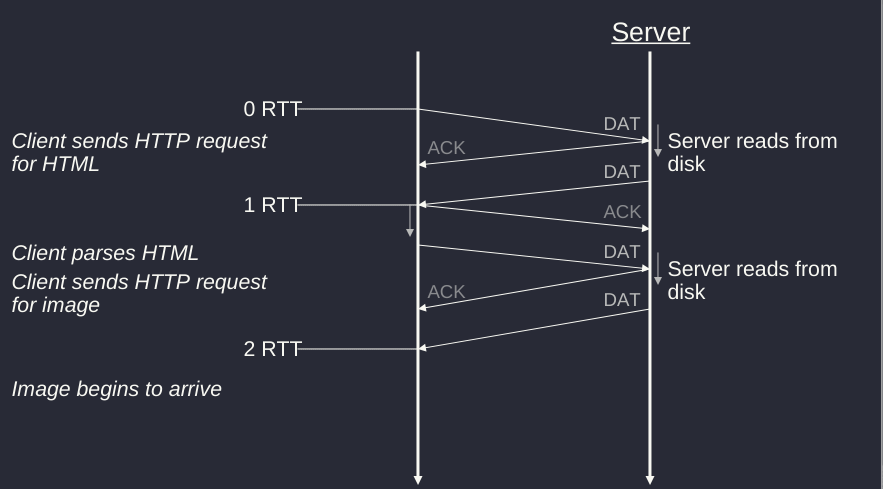 Server
0 RTT
DAT
Client sends HTTP request
for HTML
ACK
Server reads from
disk
DAT
1 RTT
ACK
Client parses HTML
DAT
Client sends HTTP request
for image
Server reads from
disk
ACK
DAT
2 RTT
Image begins to arrive